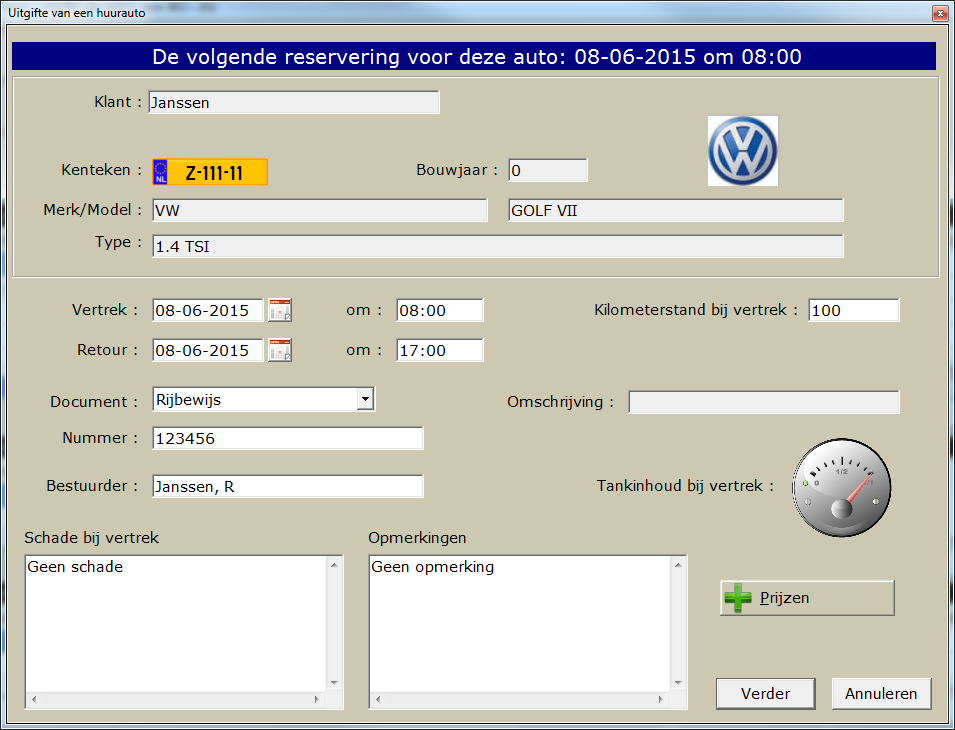 Uitgifte van een huurauto
De volgende reservering voor deze auto: 08-06-2015 om 08:00
Klant : Janssen
Kenteken : NL Z-111-11 Bouwjaar : 0
Merk/Model : VW GOLF VII
Type : 1.4 TSI
Vertrek : 08-06-2015 om : 08:00 Kilometerstand bij vertrek : 100
Retour : 08-06-2015 om : 17:00
Document : Rijbewijs Omschrijving :
Nummer : 123456
Bestuurder : Janssen, R Tankinhoud bij vertrek : 0 1/2
Schade bij vertrek Opmerkingen
Geen schade Geen opmerking
Prijzen
Verder Annuleren